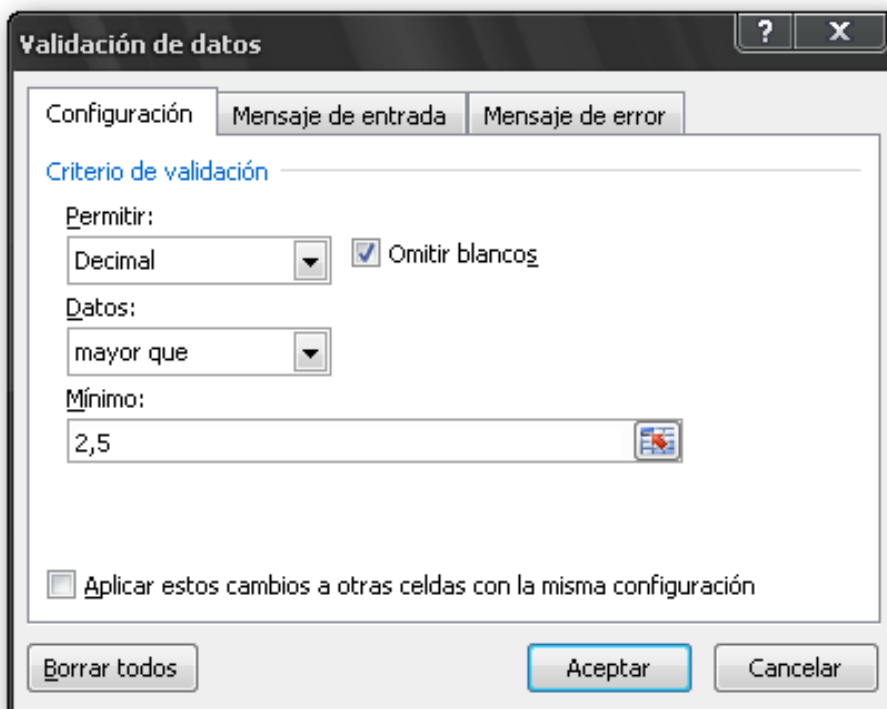 Validación de datos
? X
Configuración Mensaje de entrada Mensaje de error
Criterio de validación
Permitir:
Decimal Omitir blancos
Datos:
mayor que
Mínimo:
2,5
Aplicar estos cambios a otras celdas con la misma configuración
Borrar todos Aceptar Cancelar